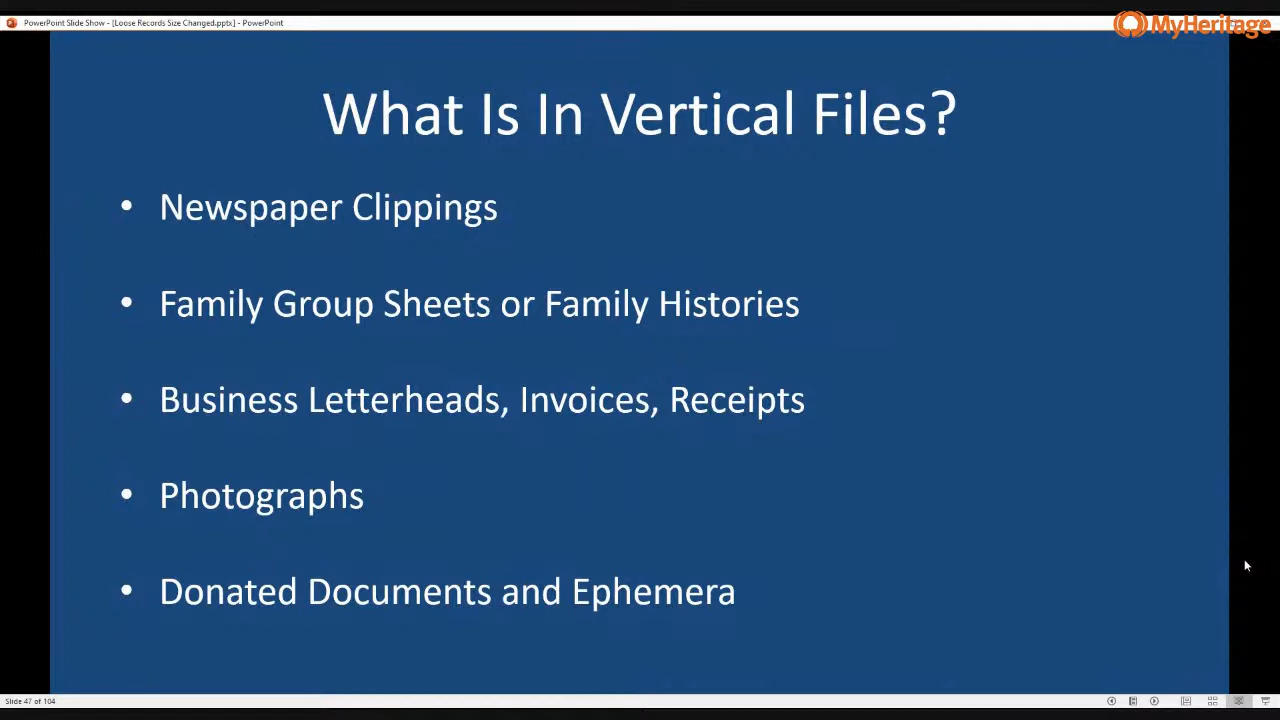 PowerPoint Slide Show - [Loose Records Size Changed.pptx] - PowerPoint
MyHeritage
What Is In Vertical Files?
• Newspaper Clippings
• Family Group Sheets or Family Histories
• Business Letterheads, Invoices, Receipts
• Photographs
• Donated Documents and Ephemera
Slide 47 of 104